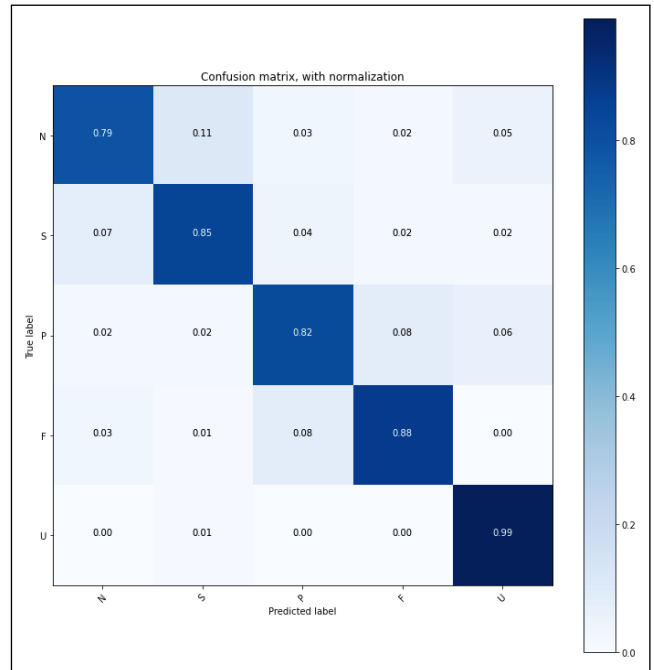 Confusion matrix, with normalization
True label
N 0.79 0.11 0.03 0.02 0.05
S 0.07 0.85 0.04 0.02 0.02
P 0.02 0.02 0.82 0.08 0.06
F 0.03 0.01 0.08 0.88 0.00
U 0.00 0.01 0.00 0.00 0.99
N S P F U
Predicted label
0.8
0.6
0.4
0.2
0.0